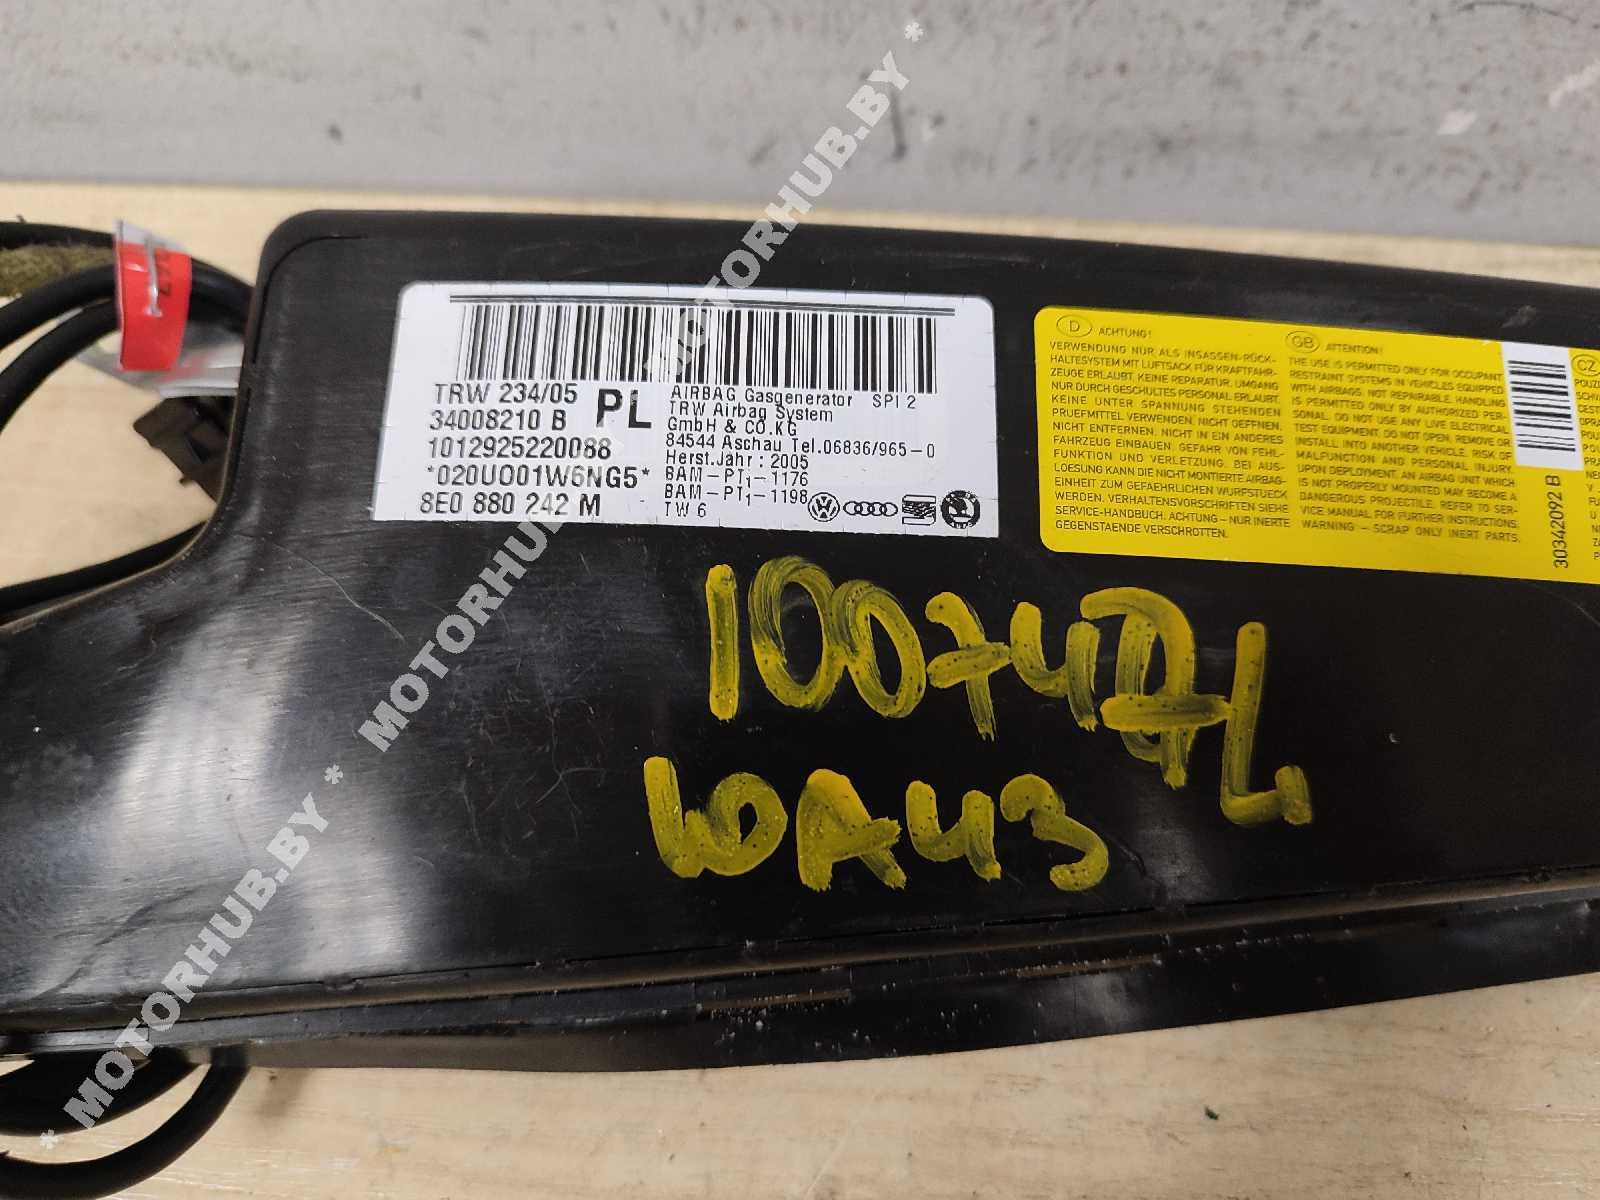 TRW 234/05
34008210 B
PL
1012925220088
*020U001W6NG5*
8E0 880 242 M
AIRBAG Gasgenerator SPI 2
TRW Airbag System
GmbH & CO.KG
84544 Aschau Tel.06836/965-0
Herst.Jahr: 2005
BAM-PT1-1176
BAM-PT1-1198
TW 6
D ACHTUNG!
VERWENDUNG NUR ALS INSASSEN-RÜCK-
HALTESYSTEM MIT LUFTSACK FÜR KRAFTFAHR-
ZEUGE ERLAUBT. KEINE REPARATUR. UMGANG
NUR DURCH GESCHULTES PERSONAL ERLAUBT.
KEINE UNTER SPANNUNG STEHENDEN
PRUEFMITTEL VERWENDEN. NICHT OEFFNEN.
NICHT ENTFERNEN. NICHT IN EIN ANDERES
FAHRZEUG EINBAUEN. GEFAHR VON FEHL-
FUNKTION UND VERLETZUNG. BEI AUS-
LOESUNG KANN DIE NICHT MONTIERTE AIRBAG-
EINHEIT ZUM GEFAEHRLICHEN WURFSTUECK
WERDEN. VERHALTENSVORSCHRIFTEN SIEHE
SERVICE-HANDBUCH. ACHTUNG - NUR INERTE
GEGENSTAENDE VERSCHROTTEN.
GB ATTENTION!
THE USE IS PERMITTED ONLY FOR OCCUPANT
RESTRAINT SYSTEMS IN VEHICLES EQUIPPED
WITH AIRBAGS. NOT REPAIRABLE. HANDLING
IS PERMITTED ONLY BY AUTHORIZED PER-
SONAL. DO NOT USE ANY LIVE ELECTRICAL
TEST EQUIPMENT. DO NOT OPEN, REMOVE OR
INSTALL INTO ANOTHER VEHICLE. RISK OF
MALFUNCTION AND PERSONAL INJURY.
UPON DEPLOYMENT, AN AIRBAG UNIT WHICH
IS NOT PROPERLY MOUNTED MAY BECOME A
DANGEROUS PROJECTILE. REFER TO SER-
VICE MANUAL FOR FURTHER INSTRUCTIONS.
WARNING - SCRAP ONLY INERT PARTS.
30342092 B
CZ
WA43
* MOTORHUB.BY * MOTORHUB.BY * MOTORHUB.BY *